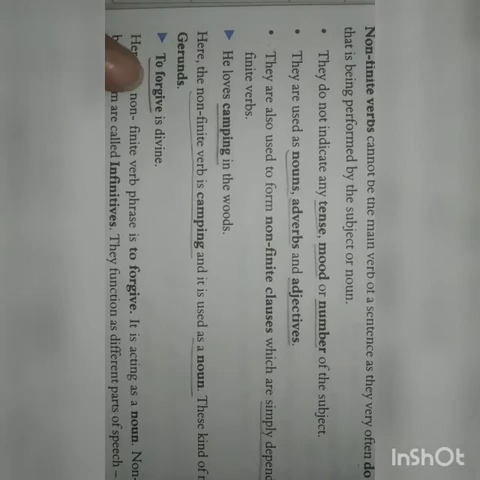 Non-finite verbs cannot be the main verb of a sentence as they very often do
that is being performed by the subject or noun.
• They do not indicate any tense, mood or number of the subject.
• They are used as nouns, adverbs and adjectives.
• They are also used to form non-finite clauses which are simply depend
finite verbs.
► He loves camping in the woods.
Here, the non-finite verb is camping and it is used as a noun. These kind of
Gerunds.
► To forgive is divine.
non- finite verb phrase is to forgive. It is acting as a noun. Non-
are called Infinitives. They function as different parts of speech –
InShOt